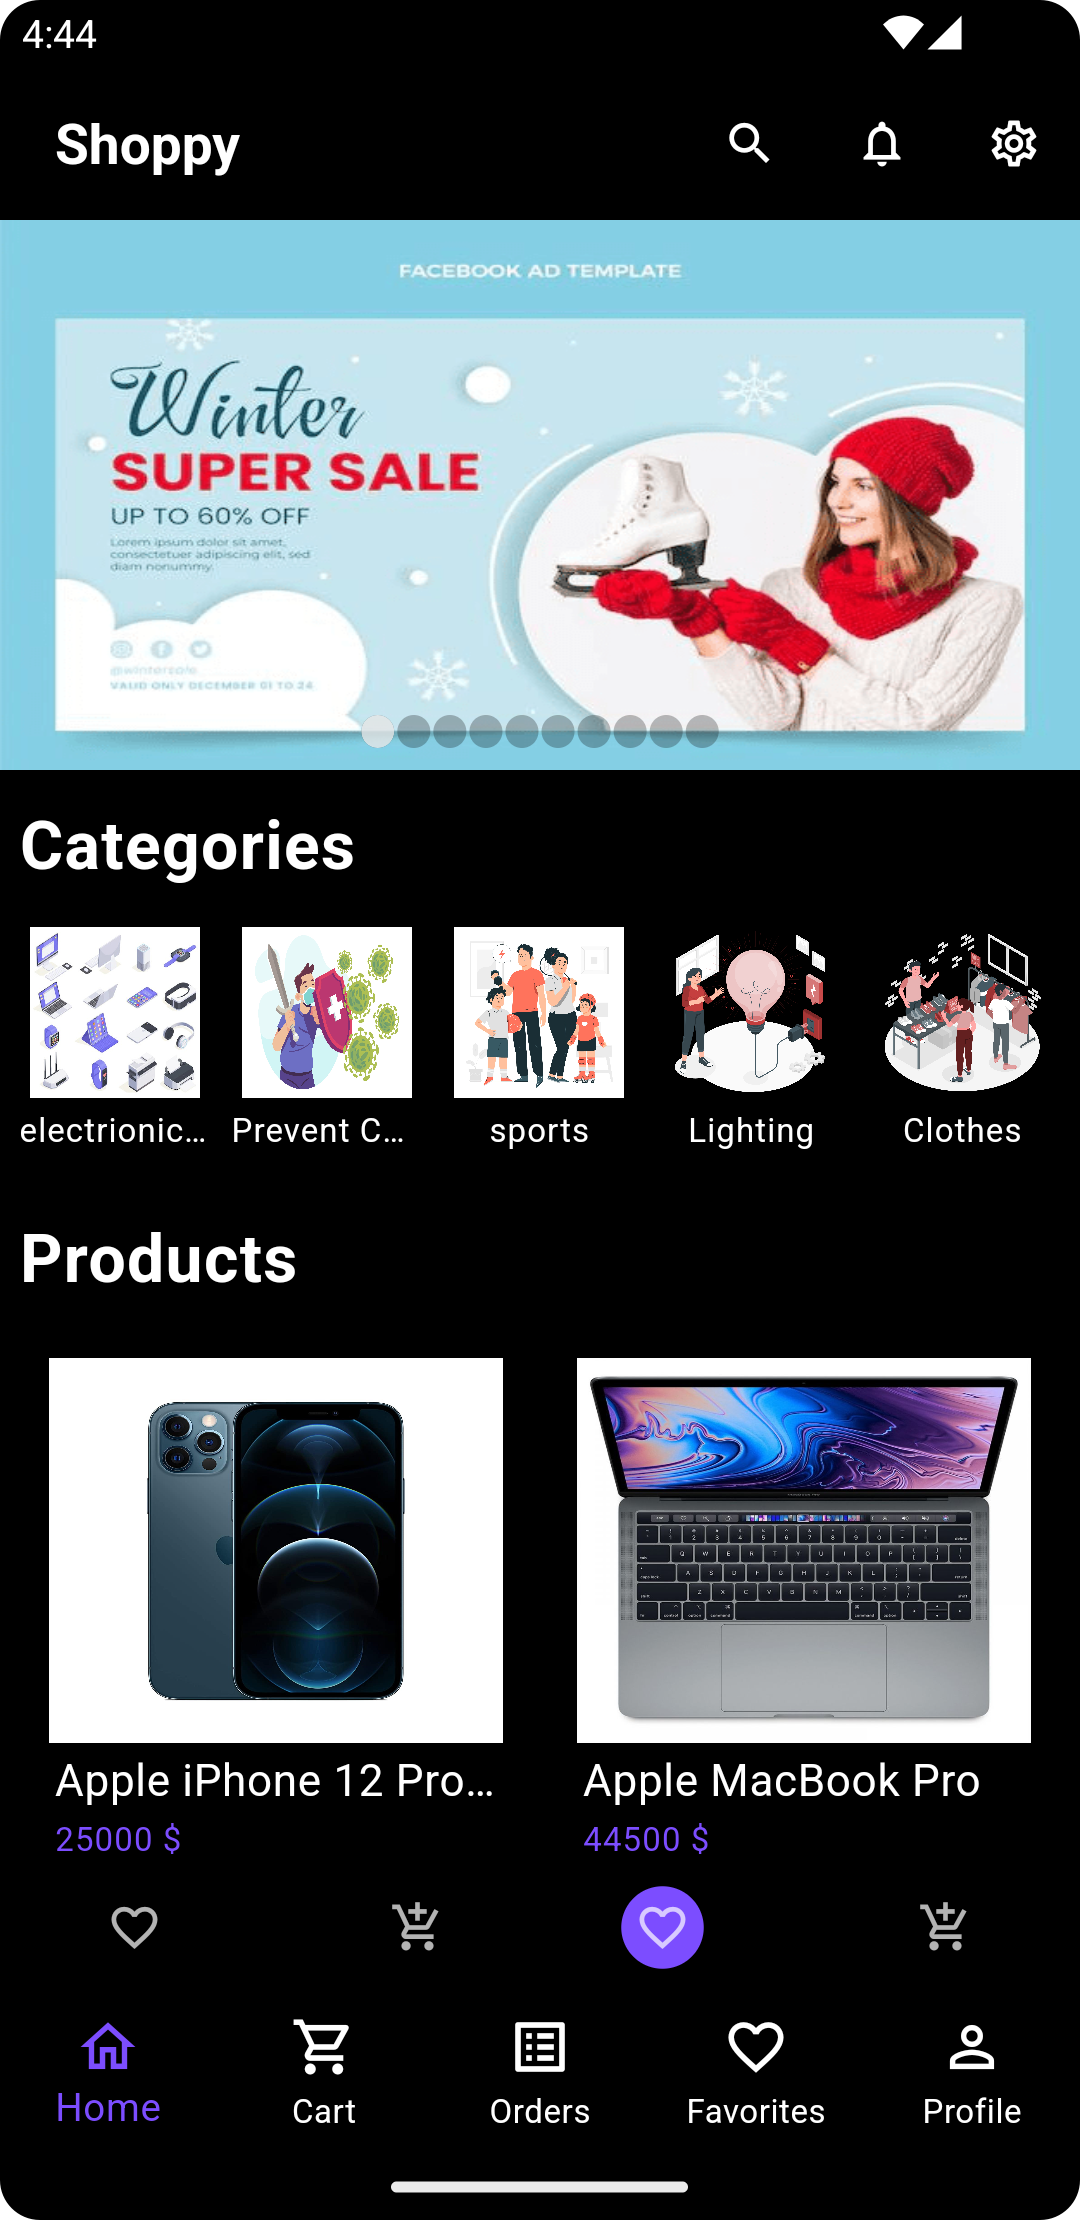 4:44
Shoppy
FACEBOOK AD TEMPLATE
Winter
SUPER SALE
UP TO 60% OFF
Lorem ipsum dolor sit amet,
consectetuer adipiscing elit, sed
diam nonummy.
@wintersale
VALID ONLY DECEMBER 01 TO 24
Categories
electrionic…
Prevent C…
sports
Lighting
Clothes
Products
Apple iPhone 12 Pro…
Apple MacBook Pro
25000 $
44500 $
Home
Cart
Orders
Favorites
Profile